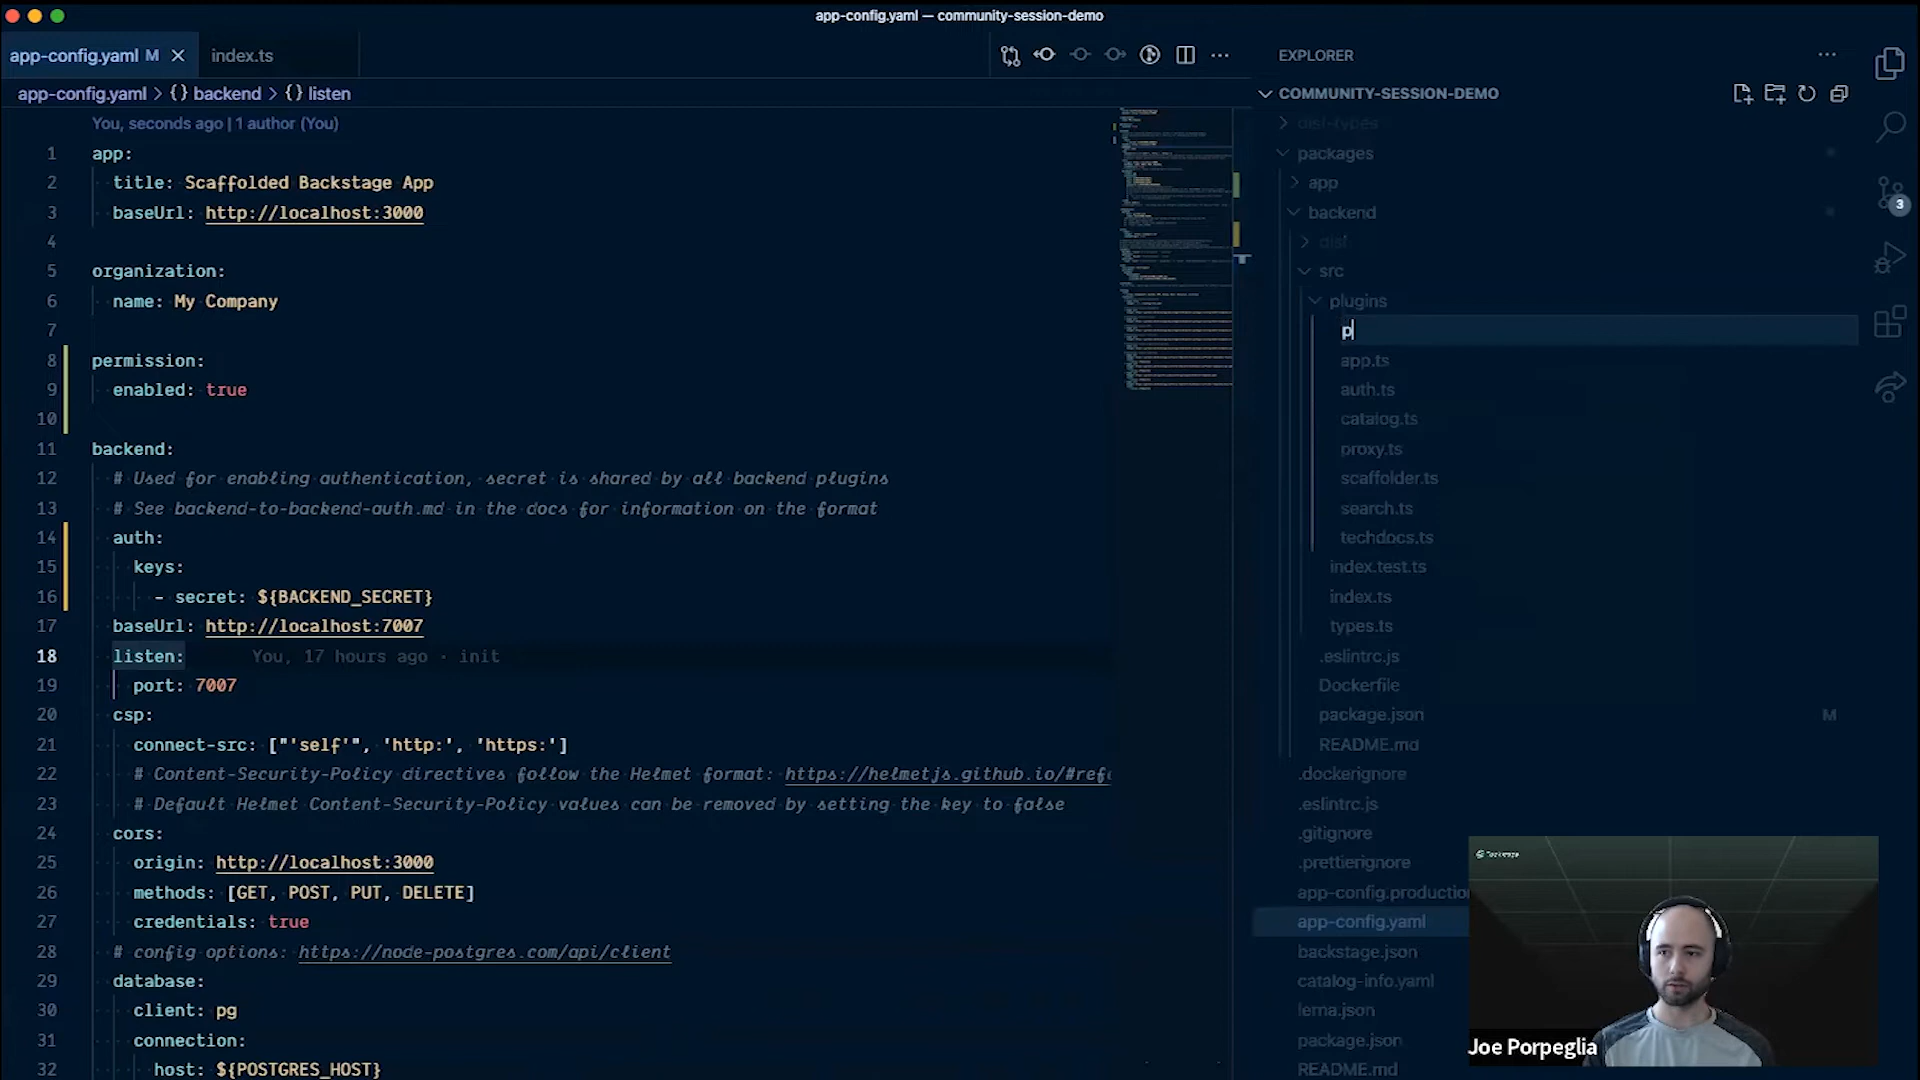 app-config.yaml — community-session-demo
app-config.yaml M
index.ts
app-config.yaml > {} backend > {} listen
You, seconds ago | 1 author (You)
1 app:
2 title: Scaffolded Backstage App
3 baseUrl: http://localhost:3000
4
5 organization:
6 name: My Company
7
8 permission:
9 enabled: true
10
11 backend:
12 # Used for enabling authentication, secret is shared by all backend plugins
13 # See backend-to-backend-auth.md in the docs for information on the format
14 auth:
15 keys:
16 - secret: ${BACKEND_SECRET}
17 baseUrl: http://localhost:7007
18 listen: You, 17 hours ago · init
19 port: 7007
20 csp:
21 connect-src: ["'self'", 'http:', 'https:']
22 # Content-Security-Policy directives follow the Helmet format: https://helmetjs.github.io/#refe
23 # Default Helmet Content-Security-Policy values can be removed by setting the key to false
24 cors:
25 origin: http://localhost:3000
26 methods: [GET, POST, PUT, DELETE]
27 credentials: true
28 # config options: https://node-postgres.com/api/client
29 database:
30 client: pg
31 connection:
32 host: ${POSTGRES_HOST}
EXPLORER
COMMUNITY-SESSION-DEMO
dist-types
packages
app
backend
dist
src
plugins
p
app.ts
auth.ts
catalog.ts
proxy.ts
scaffolder.ts
search.ts
techdocs.ts
index.test.ts
index.ts
types.ts
.eslintrc.js
Dockerfile
package.json M
README.md
.dockerignore
.eslintrc.js
.gitignore
.prettierignore
app-config.production
app-config.yaml
backstage.json
catalog-info.yaml
lerna.json
package.json
README.md
3
Joe Porpeglia